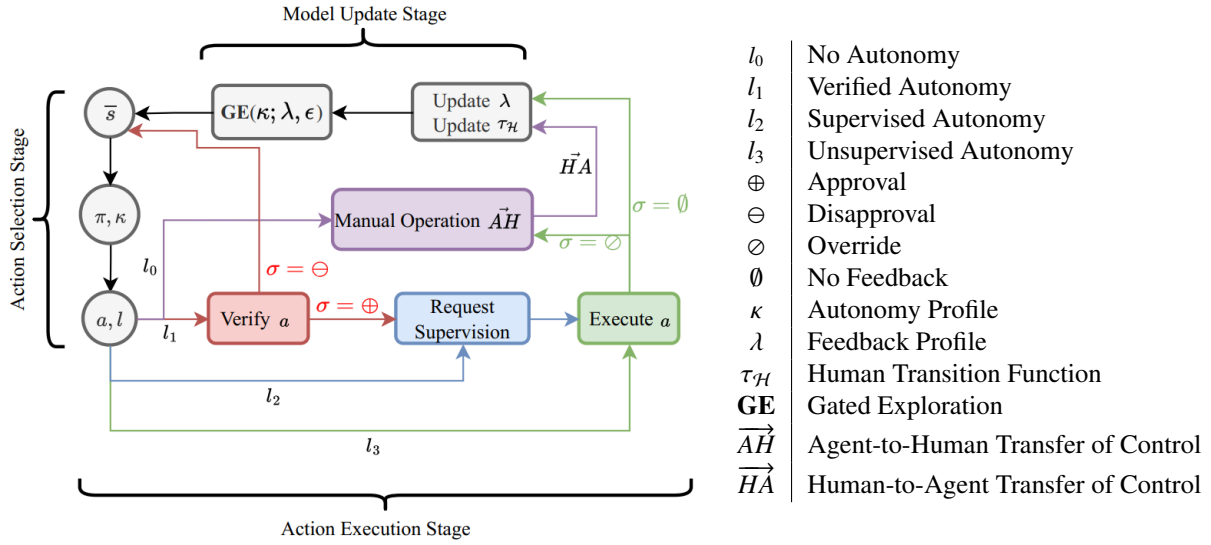 Model Update Stage
Action Selection Stage
s̅
GE(κ; λ, ϵ)
Update λ
Update τ_ℋ
π, κ
Manual Operation A⃗H
H⃗A
σ = ∅
σ = ⊘
l₀
σ = ⊖
a, l
l₁
Verify a
σ = ⊕
Request
Supervision
Execute a
l₂
l₃
Action Execution Stage
l₀ No Autonomy
l₁ Verified Autonomy
l₂ Supervised Autonomy
l₃ Unsupervised Autonomy
⊕ Approval
⊖ Disapproval
⊘ Override
∅ No Feedback
κ Autonomy Profile
λ Feedback Profile
τ_ℋ Human Transition Function
GE Gated Exploration
A⃗H Agent-to-Human Transfer of Control
H⃗A Human-to-Agent Transfer of Control